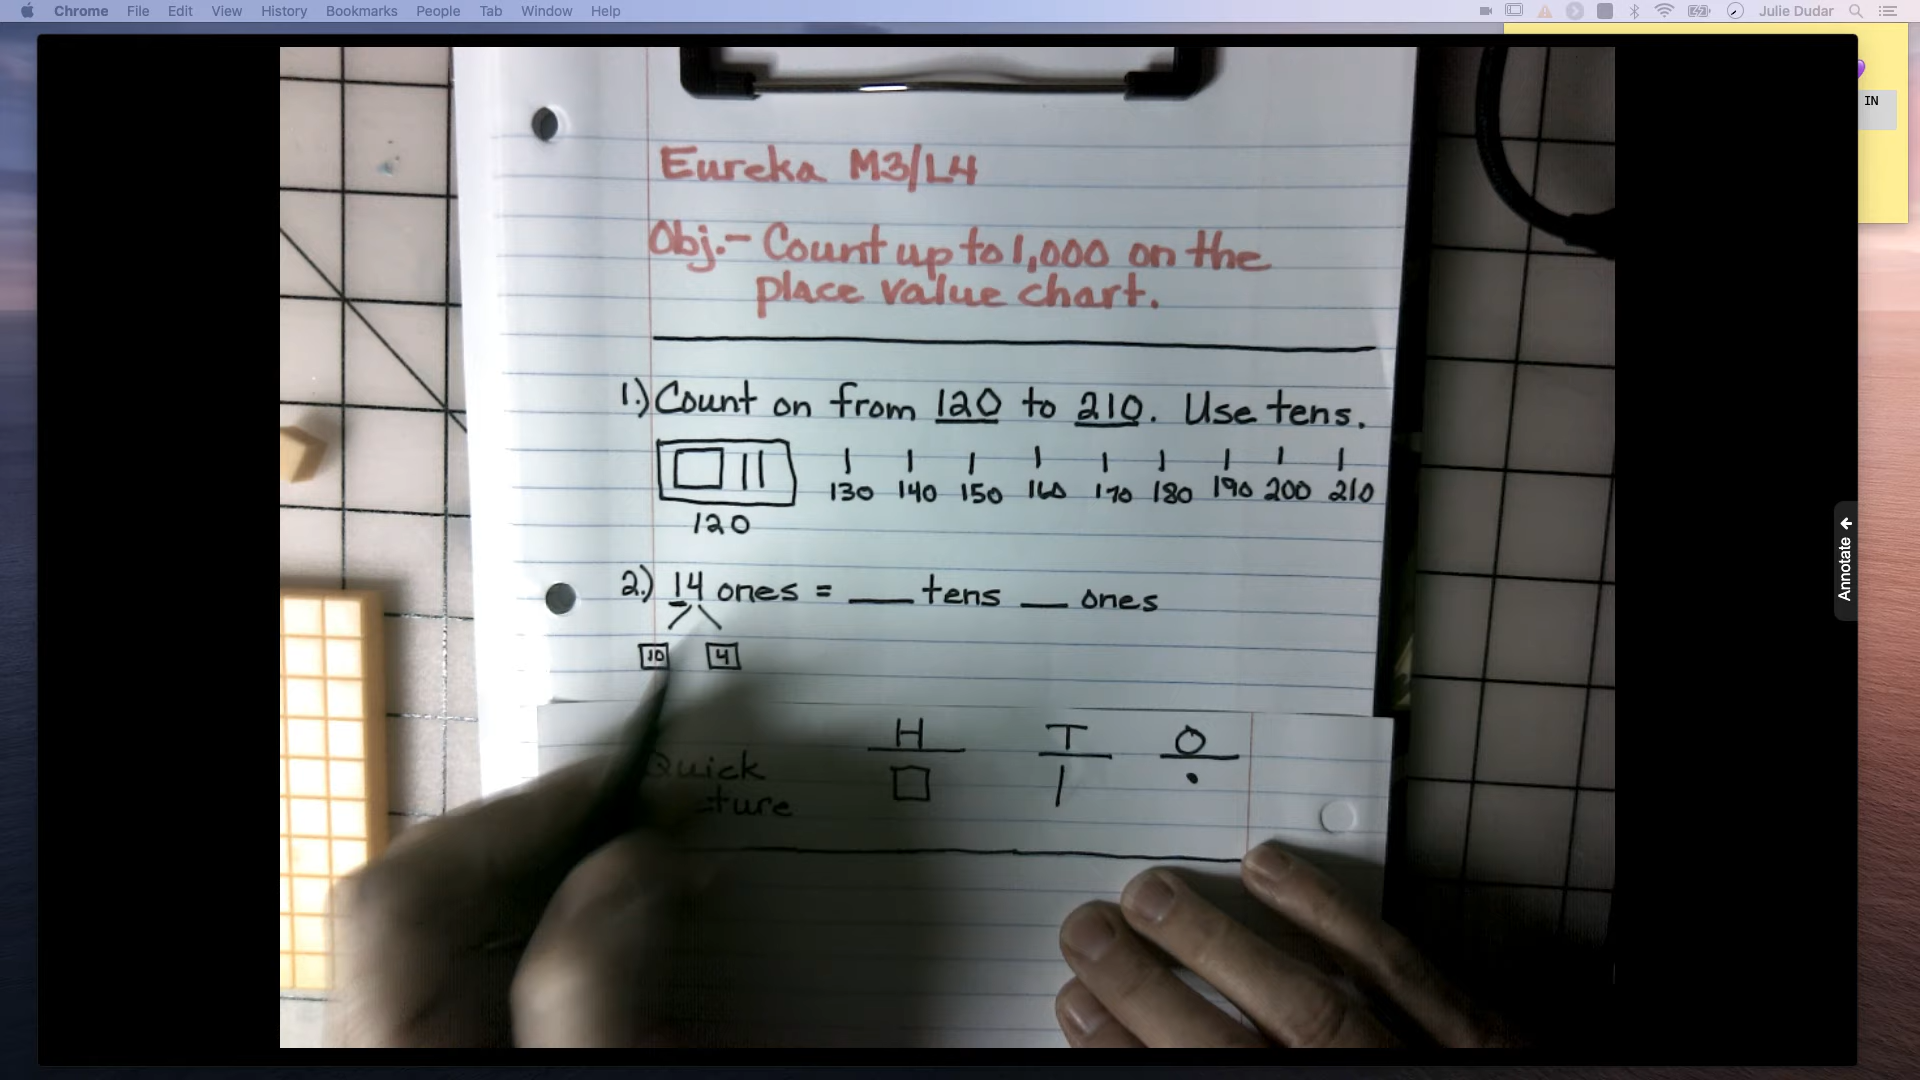 Chrome File Edit View History Bookmarks People Tab Window Help Julie Dudar
IN
Eureka M3/L4
Obj.- Count up to 1,000 on the
place value chart.
1.) Count on from 120 to 210. Use tens.
130 140 150 160 170 180 190 200 210
120
2.) 14 ones = ___ tens ___ ones
10 4
H T O
Quick
Annotate